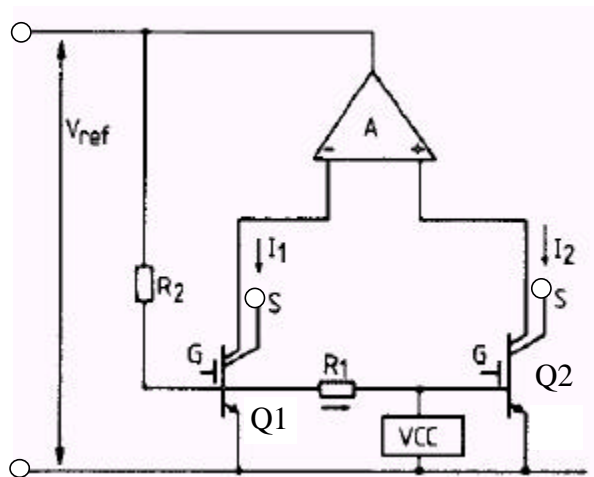 A
- +
Vref
I1
I2
S
S
R2
G
R1
G
Q2
Q1
VCC